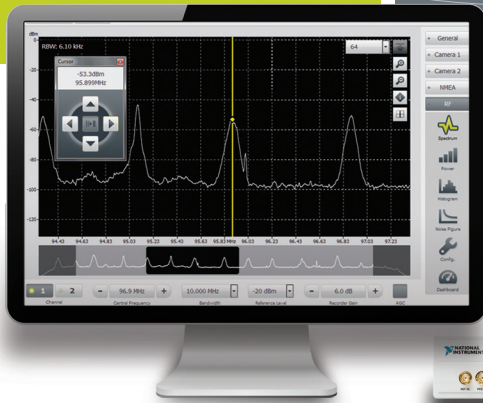 dBm
RBW: 6.10 kHz
64
Cursor
-53.3dBm
95.899MHz
0
-20
-40
-60
-80
-100
-120
94.43 94.63 94.83 95.03 95.23 95.43 95.63 95.83 MHz 96.03 96.23 96.43 96.63 96.83 97.03 97.23
1 2 - 96.9 MHz + 10.000 MHz -20 dBm - 6.0 dB +
Channel Central Frequency Bandwidth Reference Level Recorder Gain AGC
+ General
+ Camera 1
+ Camera 2
+ NMEA
RF
Spectrum
Power
Histogram
Noise Figure
Config.
Dashboard
NATIONAL
INSTRUMENTS